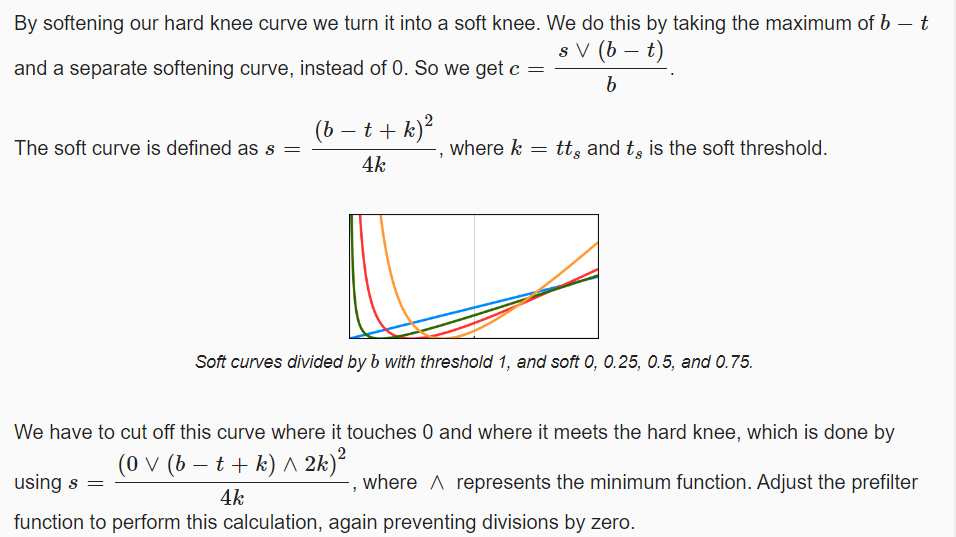 By softening our hard knee curve we turn it into a soft knee. We do this by taking the maximum of b − t
and a separate softening curve, instead of 0. So we get c = \frac{s ∨ (b − t)}{b}.
The soft curve is defined as s = \frac{(b − t + k)^2}{4k}, where k = tt_s and t_s is the soft threshold.
Soft curves divided by b with threshold 1, and soft 0, 0.25, 0.5, and 0.75.
We have to cut off this curve where it touches 0 and where it meets the hard knee, which is done by
using s = \frac{(0 ∨ (b − t + k) ∧ 2k)^2}{4k}, where ∧ represents the minimum function. Adjust the prefilter
function to perform this calculation, again preventing divisions by zero.